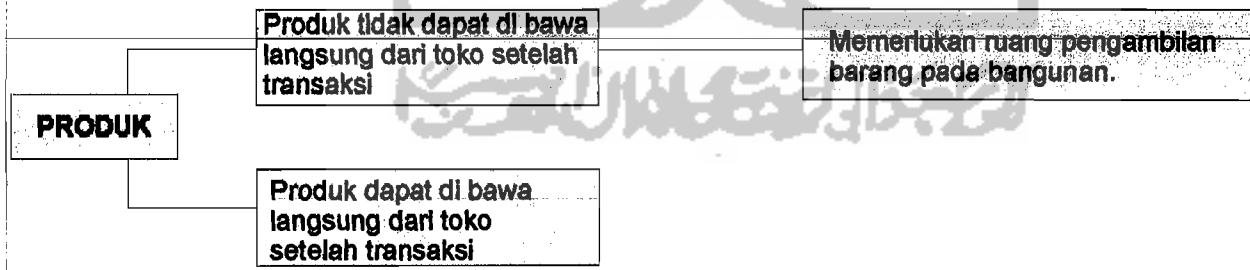 Produk tidak dapat di bawa
langsung dari toko setelah
transaksi
Memerlukan ruang pengambilan
barang pada bangunan.
PRODUK
Produk dapat di bawa
langsung dari toko
setelah transaksi